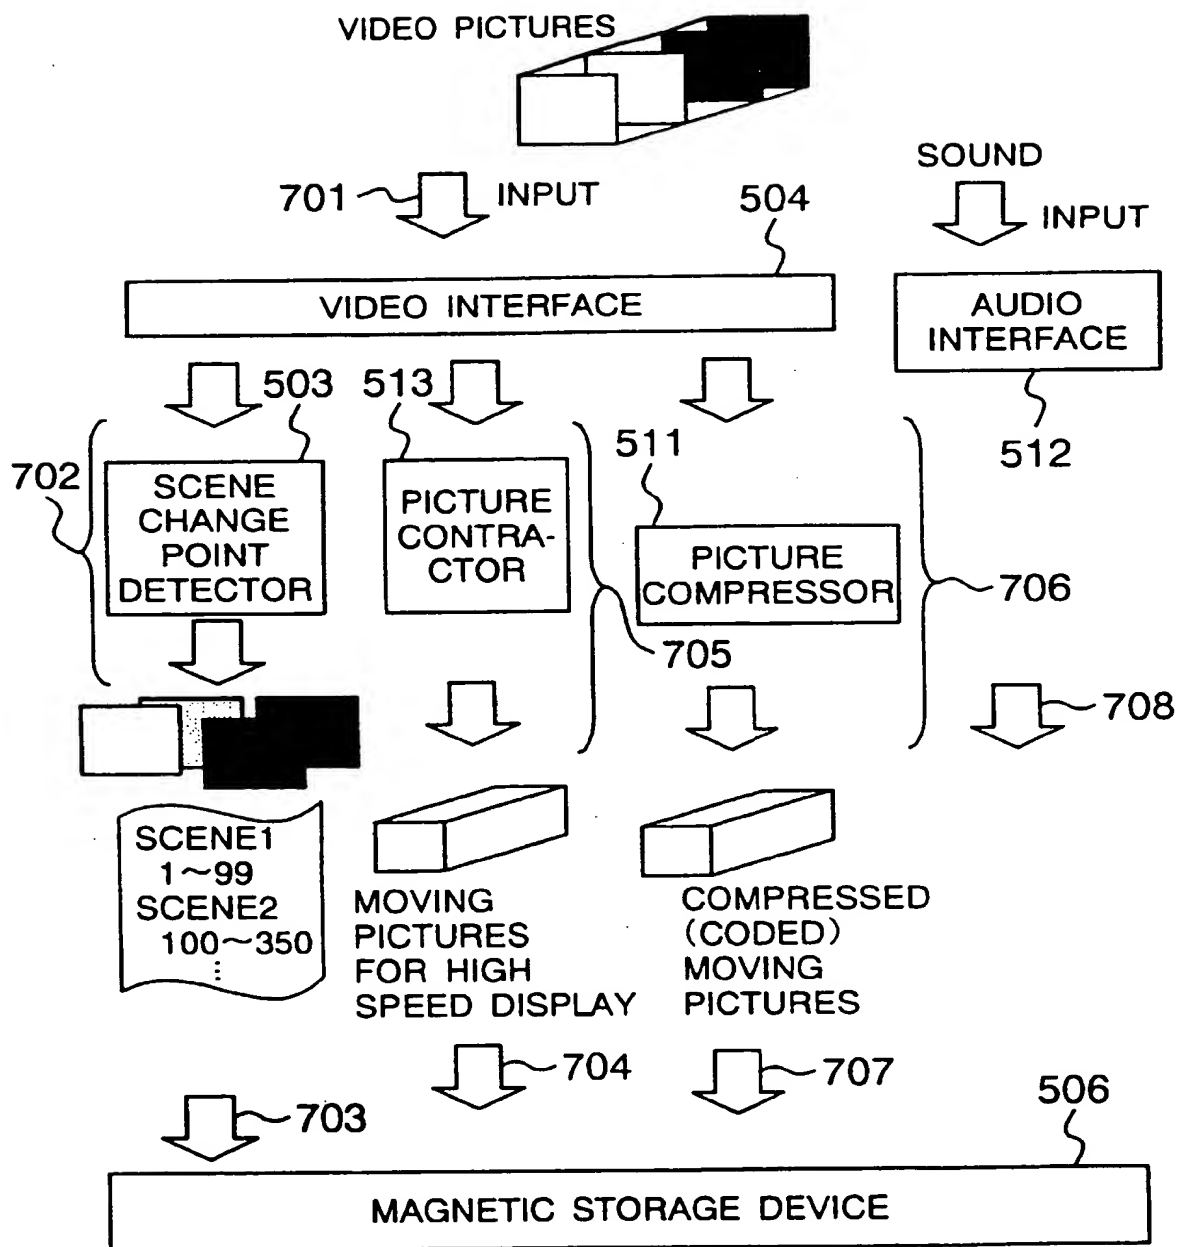 VIDEO PICTURES
701
INPUT
504
SOUND
INPUT
VIDEO INTERFACE
AUDIO
INTERFACE
512
503
513
511
702
SCENE
CHANGE
POINT
DETECTOR
PICTURE
CONTRA-
CTOR
PICTURE
COMPRESSOR
706
705
708
SCENE1
1~99
SCENE2
100~350
⋮
MOVING
PICTURES
FOR HIGH
SPEED DISPLAY
COMPRESSED
(CODED)
MOVING
PICTURES
704
707
703
506
MAGNETIC STORAGE DEVICE